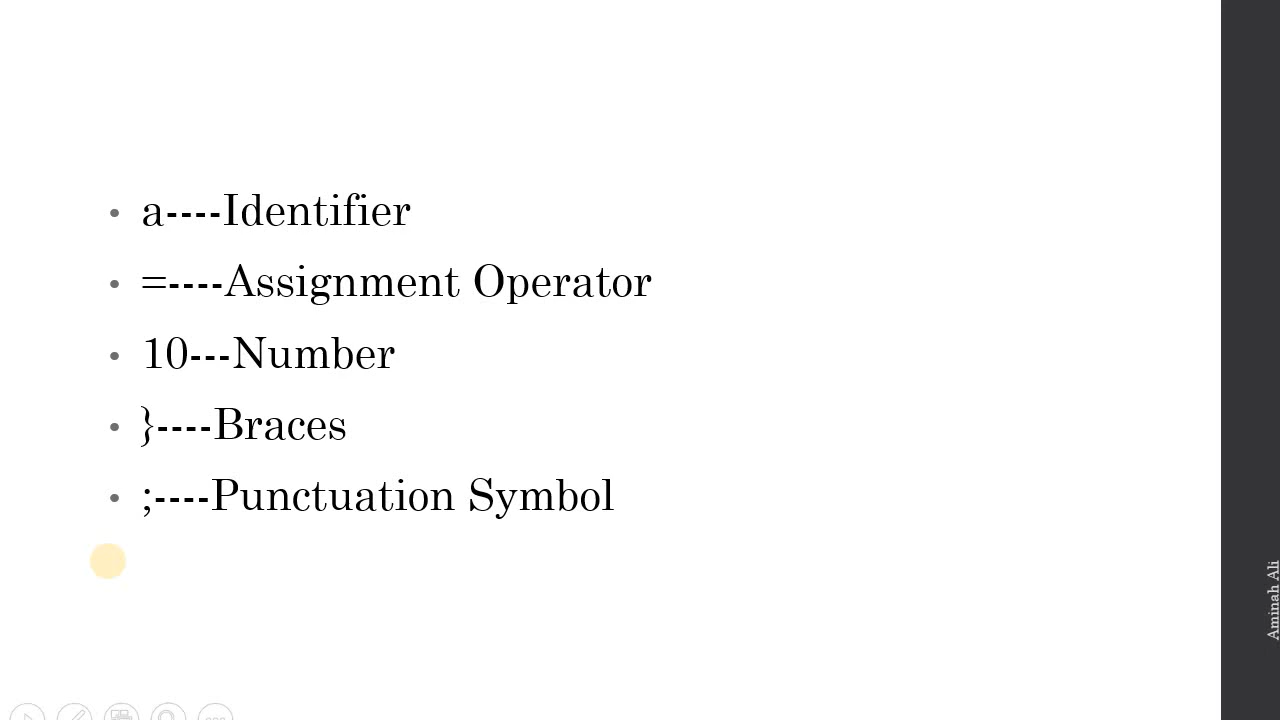 • a----Identifier
• =----Assignment Operator
• 10---Number
• }----Braces
• ;----Punctuation Symbol
Aminah Ali